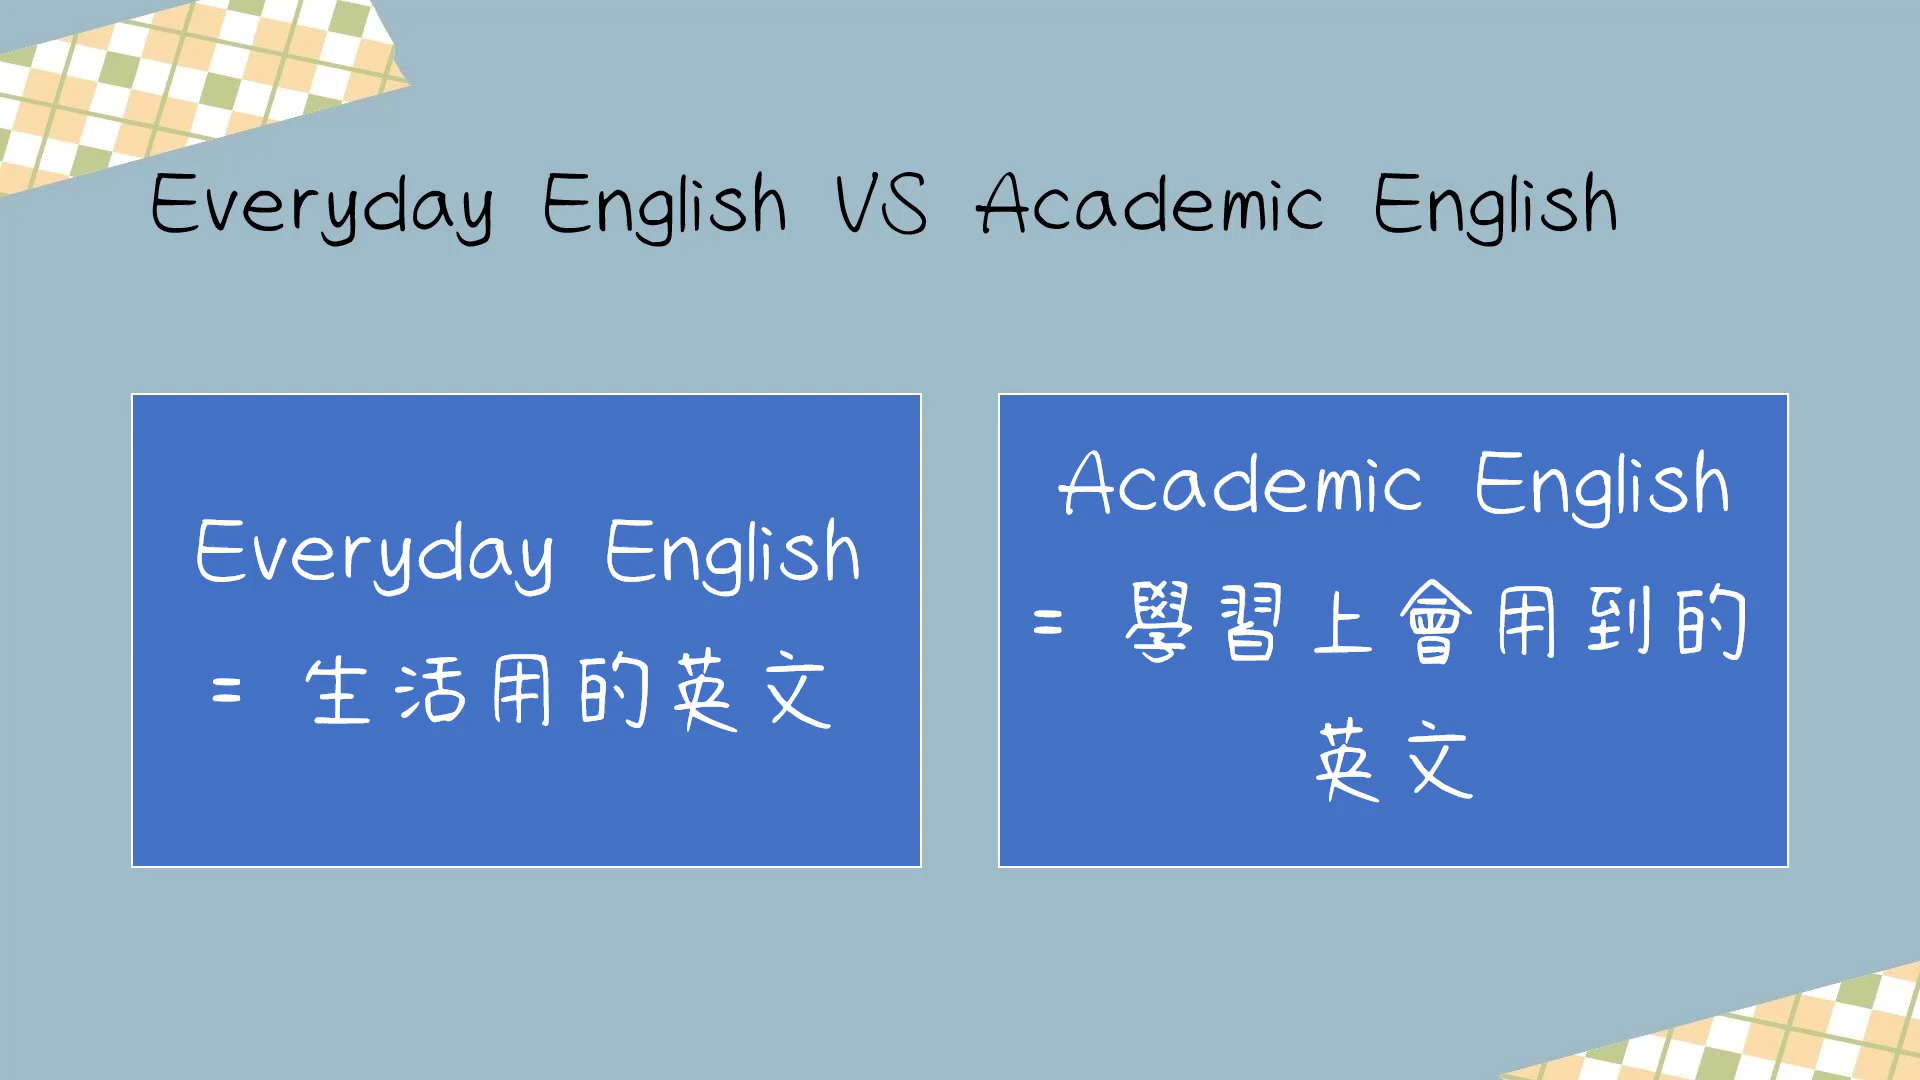 Everyday English VS Academic English
Everyday English
= 生活用的英文
Academic English
= 學習上會用到的
英文